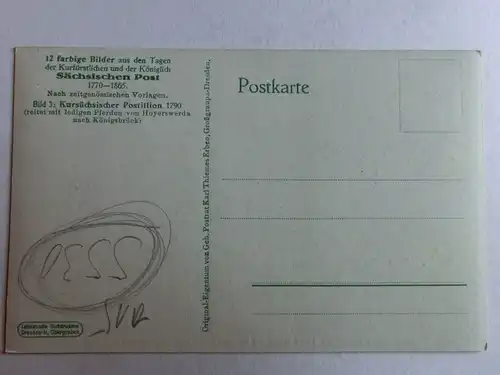 12 farbige Bilder aus den Tagen
der Kurfürstlichen und der Königlich
Sächsischen Post
1770—1865.
Nach zeitgenössischen Vorlagen.
Bild 3: Kursächsischer Postillion 1790
(reitet mit ledigen Pferden von Hoyerswerda
nach Königsbrück)
Postkarte
Original-Eigentum von Geh. Postrat Karl Thiemes Erben, Großgraupa-Dresden.